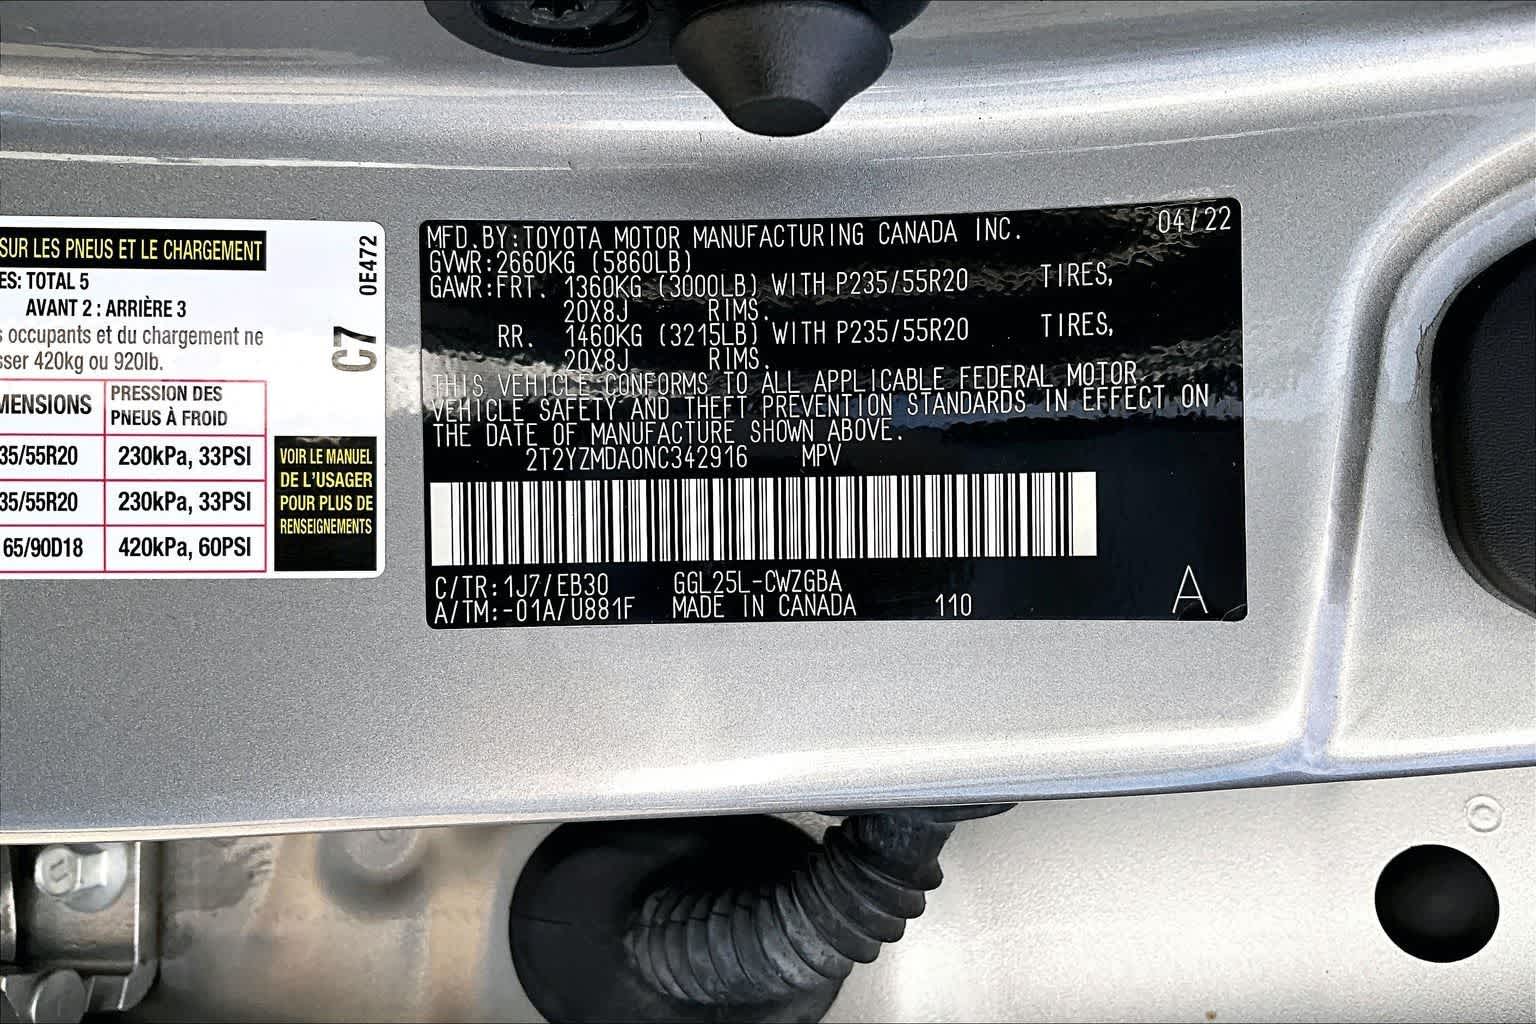 SUR LES PNEUS ET LE CHARGEMENT
ES: TOTAL 5
AVANT 2 : ARRIÈRE 3
s occupants et du chargement ne
sser 420kg ou 920lb.
0E472
C7
MENSIONS
PRESSION DES
PNEUS À FROID
35/55R20 230kPa, 33PSI
35/55R20 230kPa, 33PSI
65/90D18 420kPa, 60PSI
VOIR LE MANUEL
DE L'USAGER
POUR PLUS DE
RENSEIGNEMENTS
MFD.BY:TOYOTA MOTOR MANUFACTURING CANADA INC. 04/22
GVWR:2660KG (5860LB)
GAWR:FRT. 1360KG (3000LB) WITH P235/55R20 TIRES,
20X8J RIMS.
RR. 1460KG (3215LB) WITH P235/55R20 TIRES,
20X8J RIMS.
THIS VEHICLE CONFORMS TO ALL APPLICABLE FEDERAL MOTOR
VEHICLE SAFETY AND THEFT PREVENTION STANDARDS IN EFFECT ON
THE DATE OF MANUFACTURE SHOWN ABOVE.
2T2YZMDA0NC342916 MPV
C/TR:1J7/EB30 GGL25L-CWZGBA
A/TM:-01A/U881F MADE IN CANADA 110 A